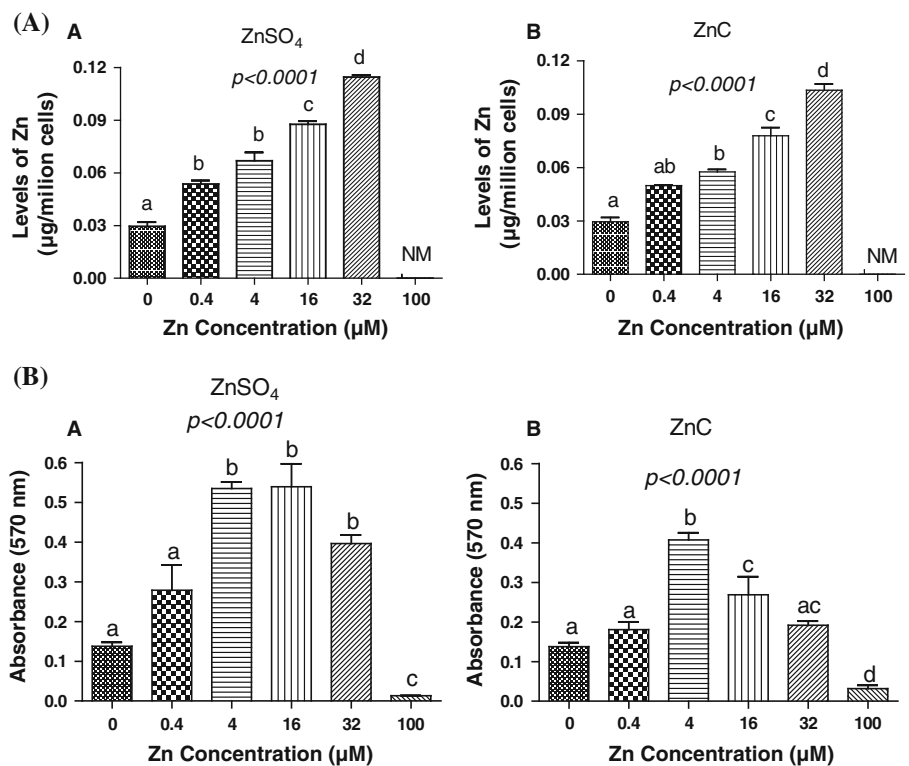 (A)
A
ZnSO4
p<0.0001
Levels of Zn
(µg/million cells)
0.12
0.09
0.06
0.03
0.00
a
b
b
c
d
NM
0
0.4
4
16
32
100
Zn Concentration (µM)
B
ZnC
p<0.0001
Levels of Zn
(µg/million cells)
0.12
0.09
0.06
0.03
0.00
a
ab
b
c
d
NM
0
0.4
4
16
32
100
Zn Concentration (µM)
(B)
A
ZnSO4
p<0.0001
Absorbance (570 nm)
0.6
0.5
0.4
0.3
0.2
0.1
0.0
a
a
b
b
b
c
0
0.4
4
16
32
100
Zn Concentration (µM)
B
ZnC
p<0.0001
Absorbance (570 nm)
0.6
0.5
0.4
0.3
0.2
0.1
0.0
a
a
b
c
ac
d
0
0.4
4
16
32
100
Zn Concentration (µM)